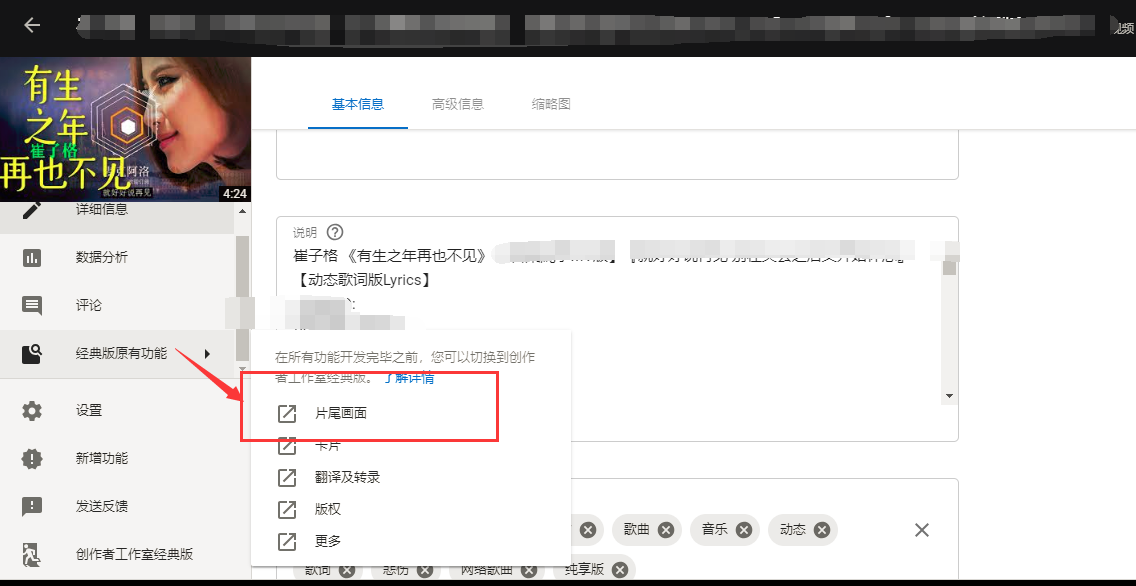 视频
基本信息
高级信息
缩略图
有生
之年
崔子格
再也不见
就好好说再见
4:24
详细信息
数据分析
评论
经典版原有功能
设置
新增功能
发送反馈
创作者工作室经典版
说明
崔子格 《有生之年再也不见》
【动态歌词版Lyrics】
在所有功能开发完毕之前，您可以切换到创作
者工作室经典版。 了解详情
片尾画面
卡片
翻译及转录
版权
更多
歌曲
音乐
动态
歌词
悲伤
网络歌曲
纯享版